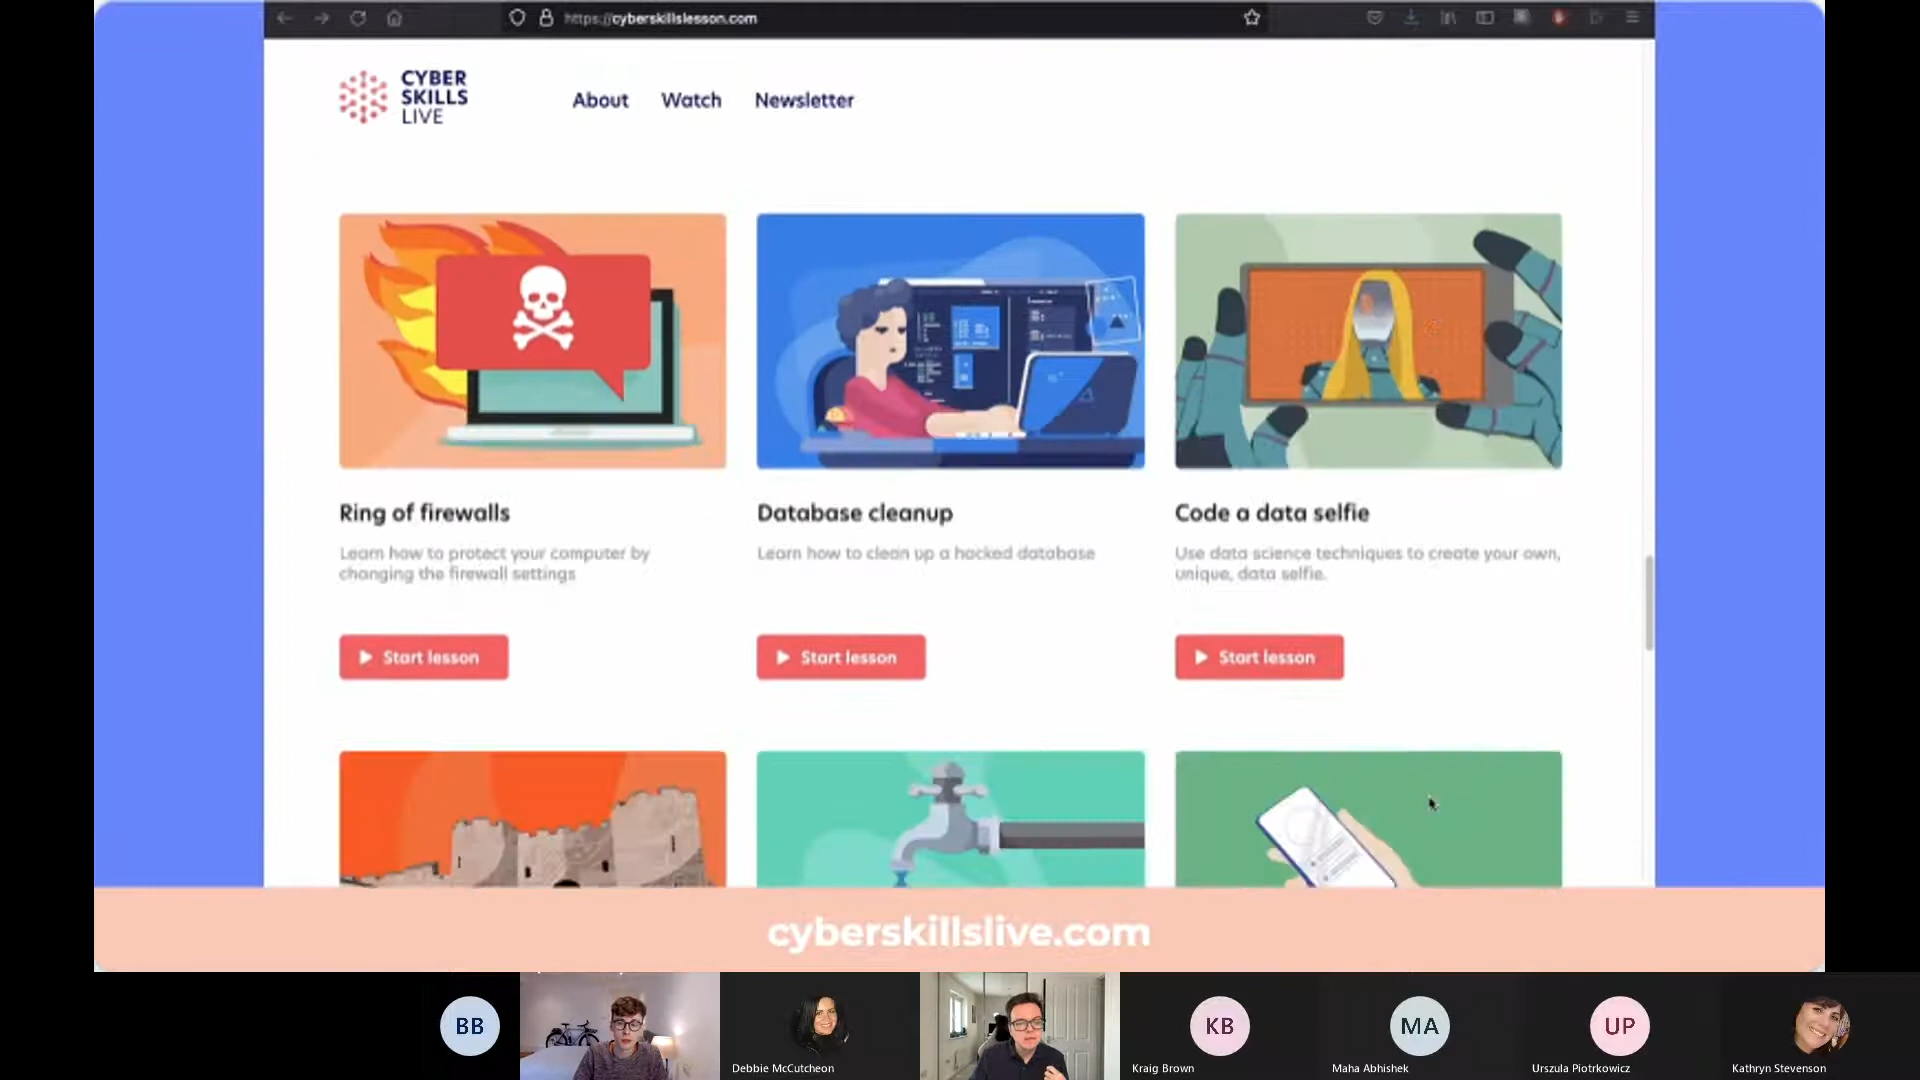 https://cyberskillslesson.com
CYBER
SKILLS
LIVE
About
Watch
Newsletter
Ring of firewalls
Learn how to protect your computer by
changing the firewall settings
Start lesson
Database cleanup
Learn how to clean up a hacked database
Start lesson
Code a data selfie
Use data science techniques to create your own,
unique, data selfie.
Start lesson
cyberskillslive.com
BB
Debbie McCutcheon
KB
Kraig Brown
MA
Maha Abhishek
UP
Urszula Piotrkowicz
Kathryn Stevenson